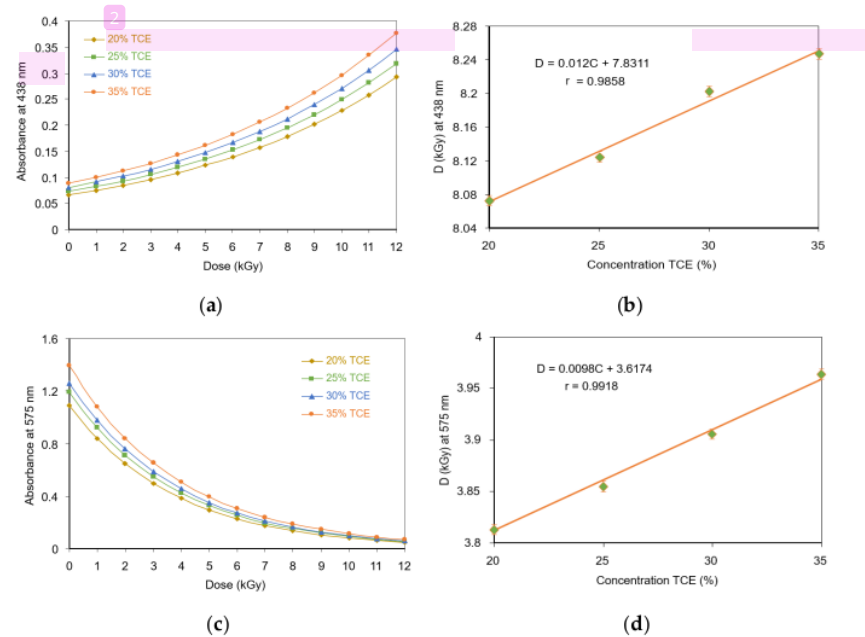 2
0.4
0.35
0.3
0.25
0.2
0.15
0.1
0.05
0
Absorbance at 438 nm
20% TCE
25% TCE
30% TCE
35% TCE
0 1 2 3 4 5 6 7 8 9 10 11 12
Dose (kGy)
(a)
8.28
8.24
8.2
8.16
8.12
8.08
8.04
D (kGy) at 438 nm
D = 0.012C + 7.8311
r = 0.9858
20 25 30 35
Concentration TCE (%)
(b)
1.6
1.2
0.8
0.4
0
Absorbance at 575 nm
20% TCE
25% TCE
30% TCE
35% TCE
0 1 2 3 4 5 6 7 8 9 10 11 12
Dose (kGy)
(c)
4
3.95
3.9
3.85
3.8
D (kGy) at 575 nm
D = 0.0098C + 3.6174
r = 0.9918
20 25 30 35
Concentration TCE (%)
(d)